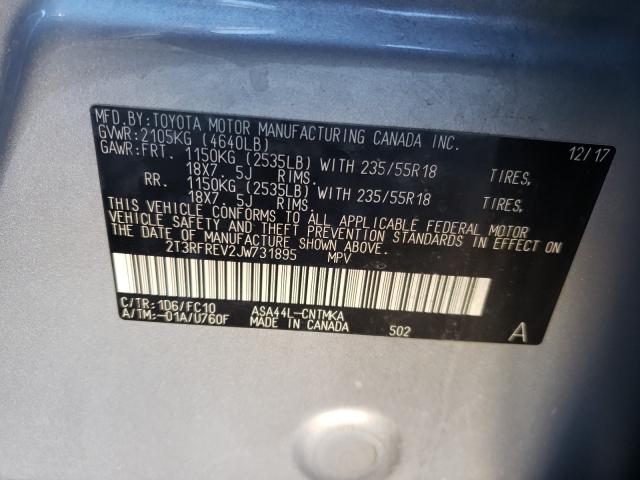 MFD.BY:TOYOTA MOTOR MANUFACTURING CANADA INC.
GVWR:2105KG (4640LB) 12/17
GAWR:FRT. 1150KG (2535LB) WITH 235/55R18 TIRES,
18X7.5J RIMS.
RR. 1150KG (2535LB) WITH 235/55R18 TIRES,
18X7.5J RIMS.
THIS VEHICLE CONFORMS TO ALL APPLICABLE FEDERAL MOTOR
VEHICLE SAFETY AND THEFT PREVENTION STANDARDS IN EFFECT ON
THE DATE OF MANUFACTURE SHOWN ABOVE.
2T3RFREV2JW731895 MPV
C/TR:1D6/FC10 ASA44L-CNTMKA
A/TM:-01A/U760F MADE IN CANADA 502 A